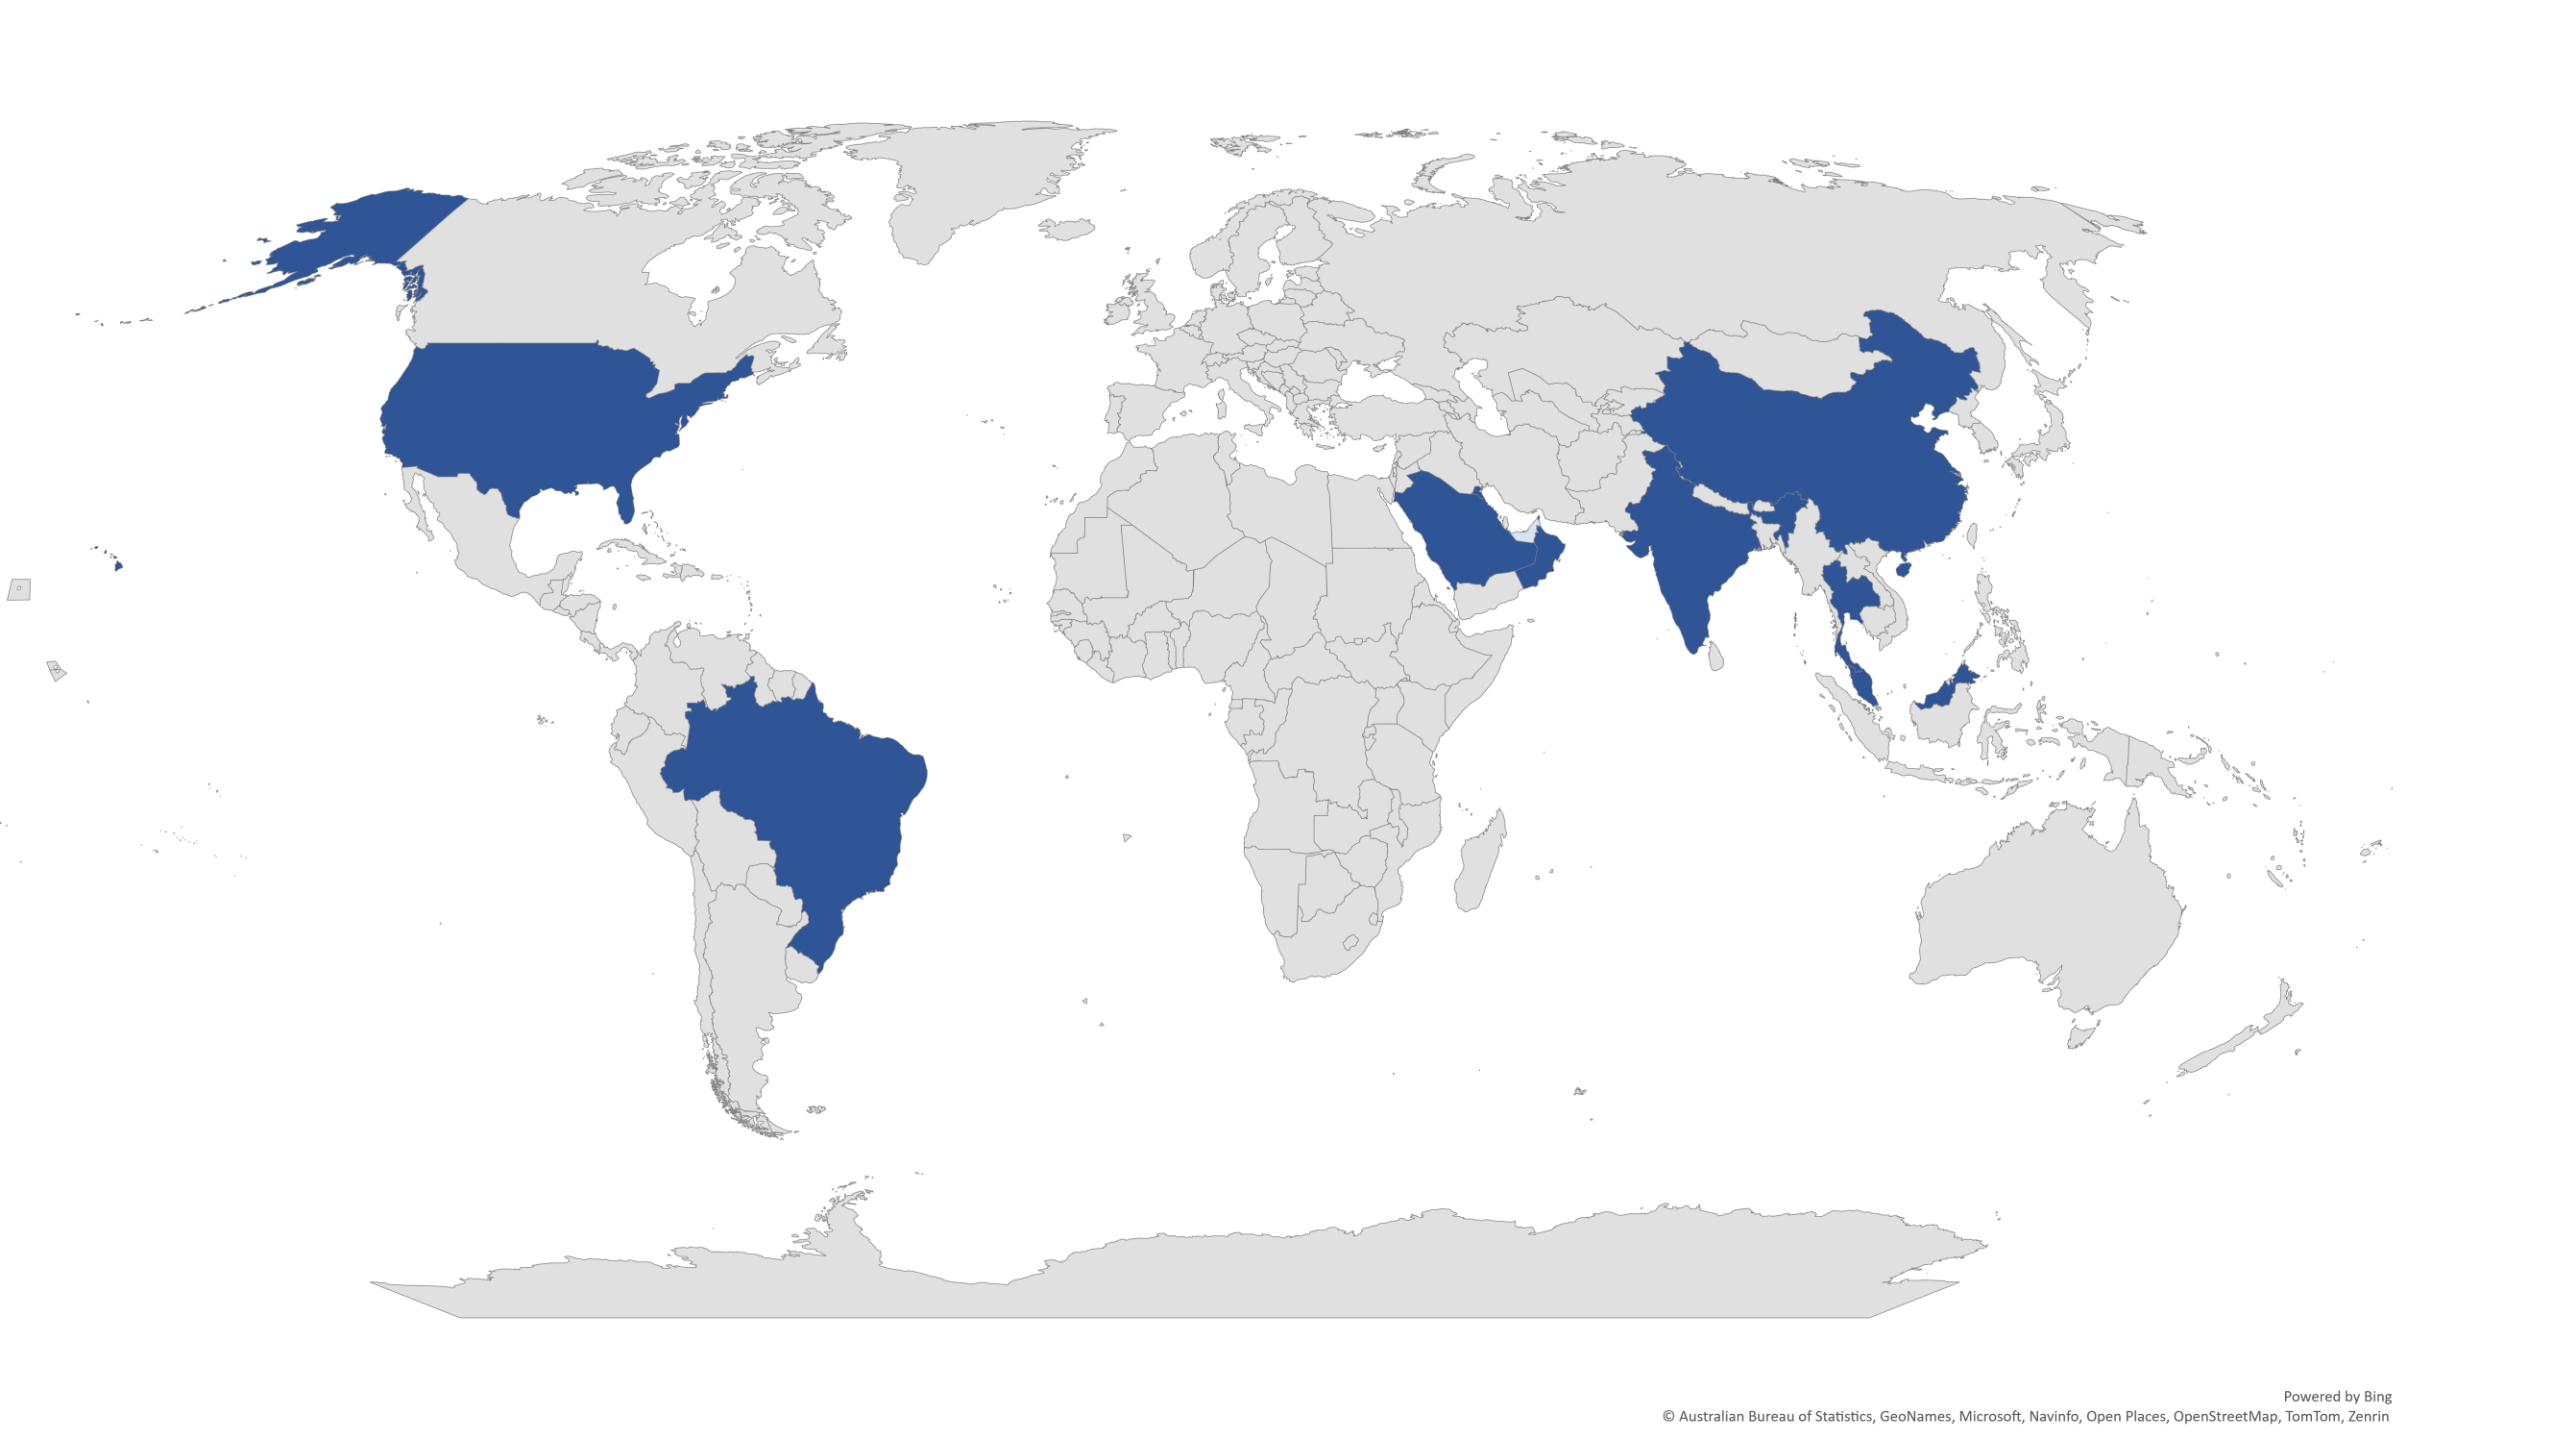 Powered by Bing
© Australian Bureau of Statistics, GeoNames, Microsoft, Navinfo, Open Places, OpenStreetMap, TomTom, Zenrin